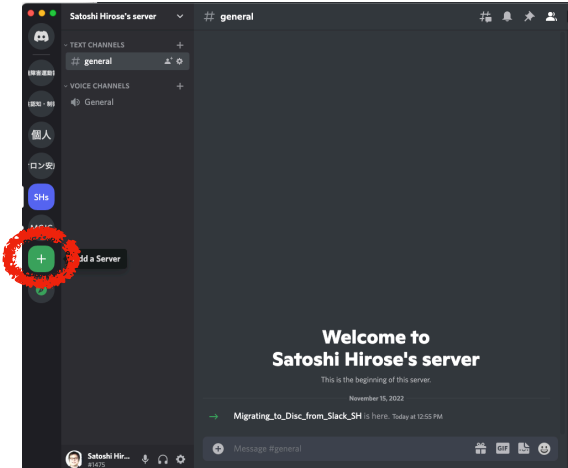 Satoshi Hirose's server
# general
TEXT CHANNELS
# general
VOICE CHANNELS
General
個人
SHs
Add a Server
Welcome to
Satoshi Hirose's server
This is the beginning of this server.
November 15, 2022
Migrating_to_Disc_from_Slack_SH is here. Today at 12:55 PM
Message #general
GIF
Satoshi Hir...
#1475